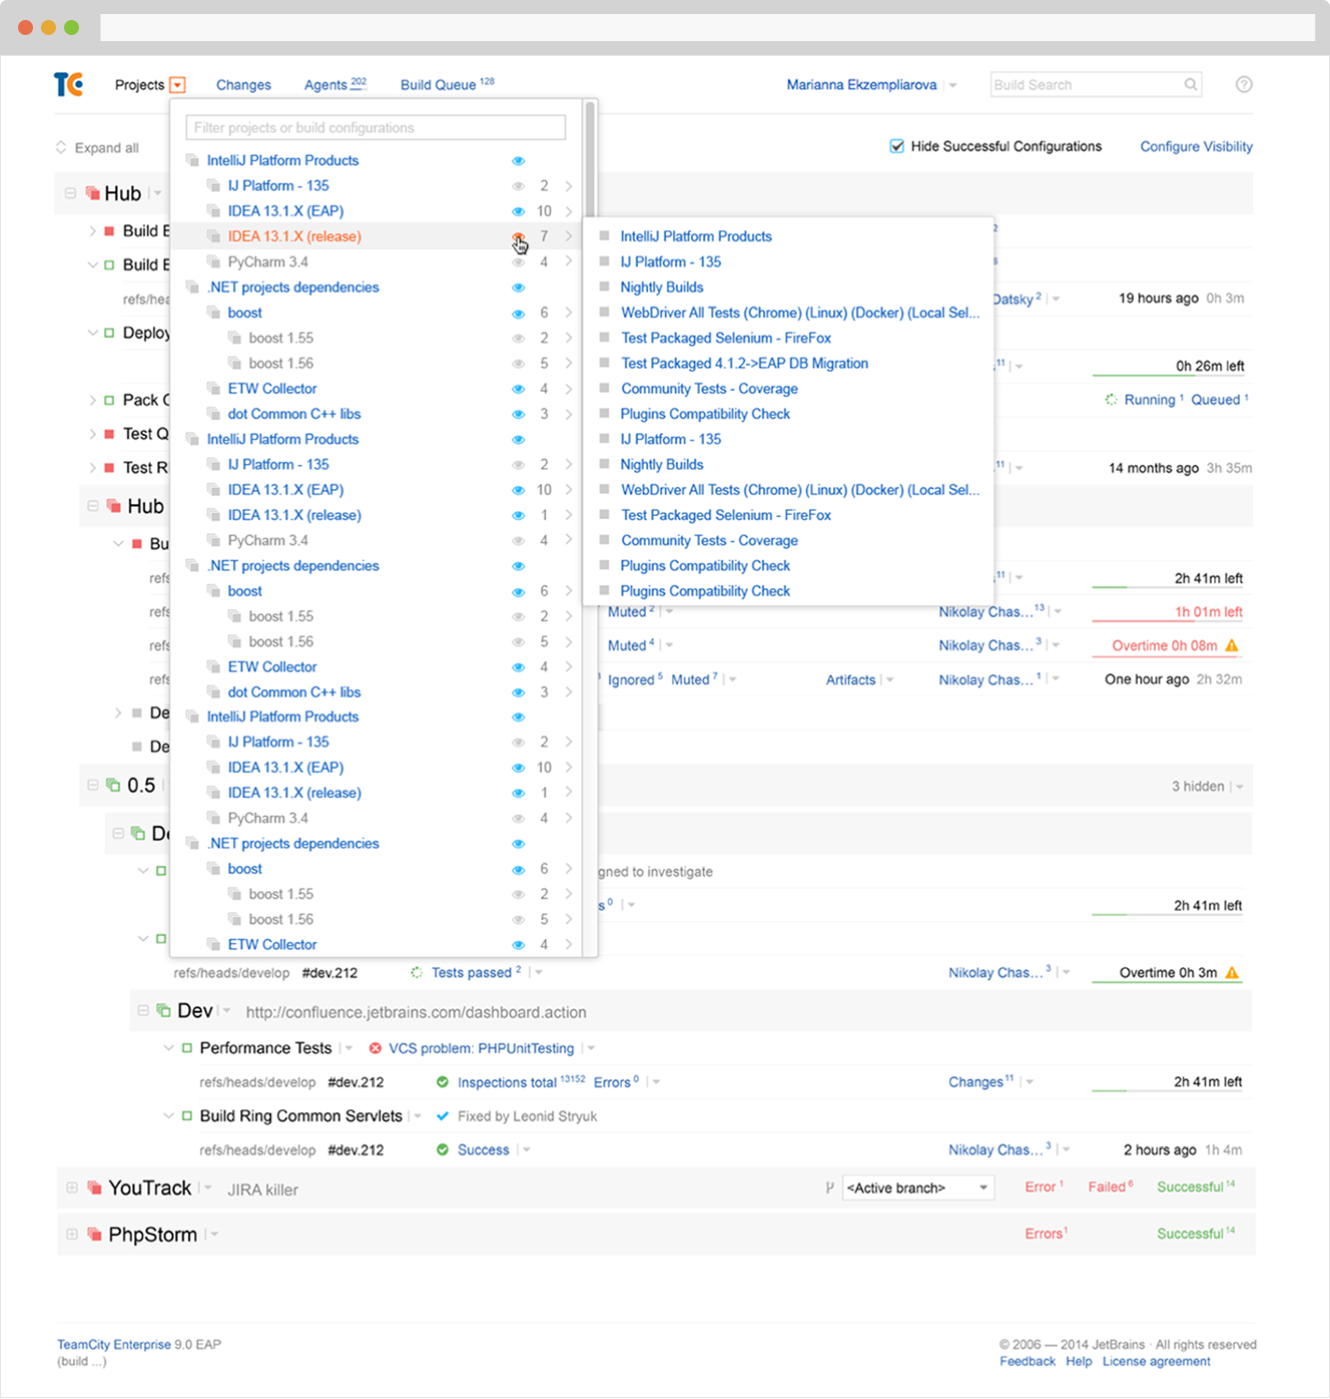 TC Projects Changes Agents 202 Build Queue 128 Marianna Ekzempliarova Build Search ?
Expand all Hide Successful Configurations Configure Visibility
Filter projects or build configurations
IntelliJ Platform Products
IJ Platform - 135 2
IDEA 13.1.X (EAP) 10
IDEA 13.1.X (release) 7
PyCharm 3.4 4
.NET projects dependencies
boost 6
boost 1.55 2
boost 1.56 5
ETW Collector 4
dot Common C++ libs 3
IntelliJ Platform Products
IJ Platform - 135 2
IDEA 13.1.X (EAP) 10
IDEA 13.1.X (release) 1
PyCharm 3.4 4
.NET projects dependencies
boost 6
boost 1.55 2
boost 1.56 5
ETW Collector 4
dot Common C++ libs 3
IntelliJ Platform Products
IJ Platform - 135 2
IDEA 13.1.X (EAP) 10
IDEA 13.1.X (release) 1
PyCharm 3.4 4
.NET projects dependencies
boost 6
boost 1.55 2
boost 1.56 5
ETW Collector 4
IntelliJ Platform Products
IJ Platform - 135
Nightly Builds
WebDriver All Tests (Chrome) (Linux) (Docker) (Local Sel...
Test Packaged Selenium - FireFox
Test Packaged 4.1.2->EAP DB Migration
Community Tests - Coverage
Plugins Compatibility Check
IJ Platform - 135
Nightly Builds
WebDriver All Tests (Chrome) (Linux) (Docker) (Local Sel...
Test Packaged Selenium - FireFox
Community Tests - Coverage
Plugins Compatibility Check
Plugins Compatibility Check
Hub
Build E 2
Build E
refs/hea Datsky 2 19 hours ago 0h 3m
Deploy
11 0h 26m left
Pack C Running 1 Queued 1
Test Q
Test R 11 14 months ago 3h 35m
Hub
Bu
refs 11 2h 41m left
refs Muted 2 Nikolay Chas... 13 1h 01m left
refs Muted 4 Nikolay Chas... 3 Overtime 0h 08m
refs Ignored 5 Muted 7 Artifacts Nikolay Chas... 1 One hour ago 2h 32m
De
De
0.5 3 hidden
De
gned to investigate
s 0 2h 41m left
refs/heads/develop #dev.212 Tests passed 2 Nikolay Chas... 3 Overtime 0h 3m
Dev http://confluence.jetbrains.com/dashboard.action
Performance Tests VCS problem: PHPUnitTesting
refs/heads/develop #dev.212 Inspections total 13152 Errors 0 Changes 11 2h 41m left
Build Ring Common Servlets Fixed by Leonid Stryuk
refs/heads/develop #dev.212 Success Nikolay Chas... 3 2 hours ago 1h 4m
YouTrack JIRA killer <Active branch> Error 1 Failed 6 Successful 14
PhpStorm Errors 1 Successful 14
TeamCity Enterprise 9.0 EAP © 2006 — 2014 JetBrains · All rights reserved
(build ...) Feedback Help License agreement